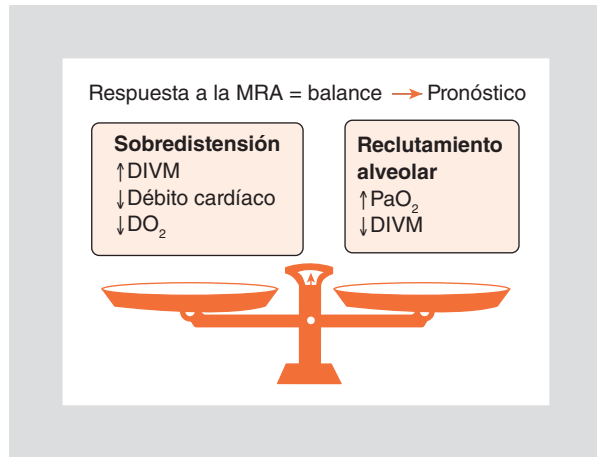 Respuesta a la MRA = balance → Pronóstico
Sobredistensión
↑DIVM
↓Débito cardíaco
↓DO₂
Reclutamiento
alveolar
↑PaO₂
↓DIVM